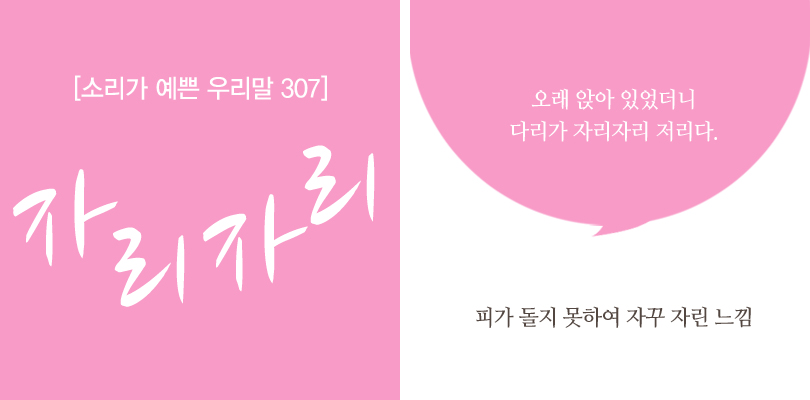 [소리가 예쁜 우리말 307]
자리자리
오래 앉아 있었더니
다리가 자리자리 저리다.
피가 돌지 못하여 자꾸 자린 느낌